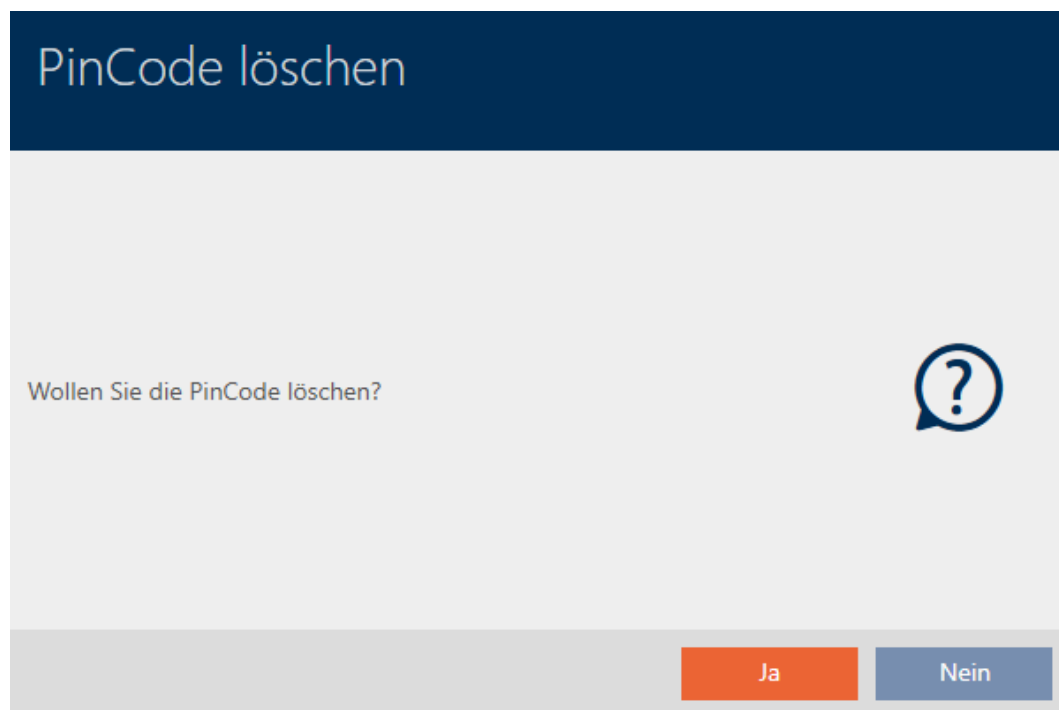 PinCode löschen
Wollen Sie die PinCode löschen?
?
Ja
Nein